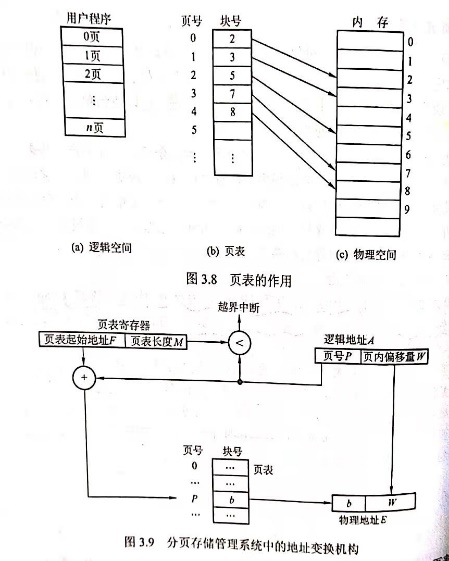 用户程序
0页
1页
2页
⋮
n页
(a) 逻辑空间
页号 块号
0 2
1 3
2 5
3 7
4 8
5
⋮ ⋮
(b) 页表
内 存
0
1
2
3
4
5
6
7
8
9
(c) 物理空间
图 3.8 页表的作用
越界中断
页表寄存器
页表起始地址F 页表长度M
<
逻辑地址A
页号P 页内偏移量W
+
页号 块号
0 … 页表
… …
P b
… …
b W
物理地址E
图 3.9 分页存储管理系统中的地址变换机构